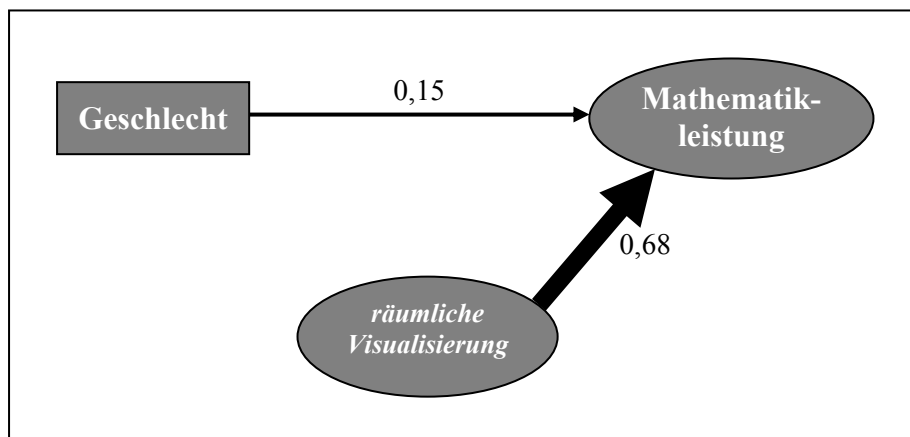 0,15
Geschlecht
Mathematik-
leistung
0,68
räumliche
Visualisierung